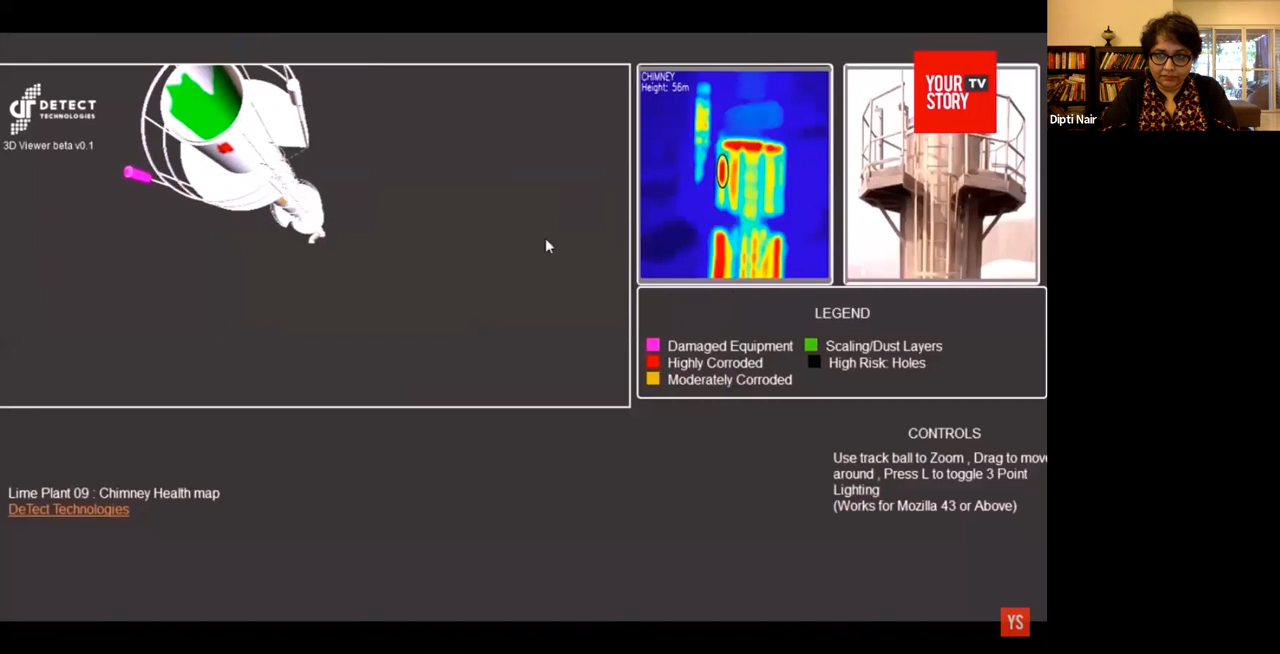 DETECT
TECHNOLOGIES
3D Viewer beta v0.1
CHIMNEY
Height: 56m
YOUR
STORY
TV
Dipti Nair
LEGEND
Damaged Equipment
Scaling/Dust Layers
Highly Corroded
High Risk: Holes
Moderately Corroded
CONTROLS
Use track ball to Zoom , Drag to move
around , Press L to toggle 3 Point
Lighting
(Works for Mozilla 43 or Above)
Lime Plant 09 : Chimney Health map
DeTect Technologies
YS